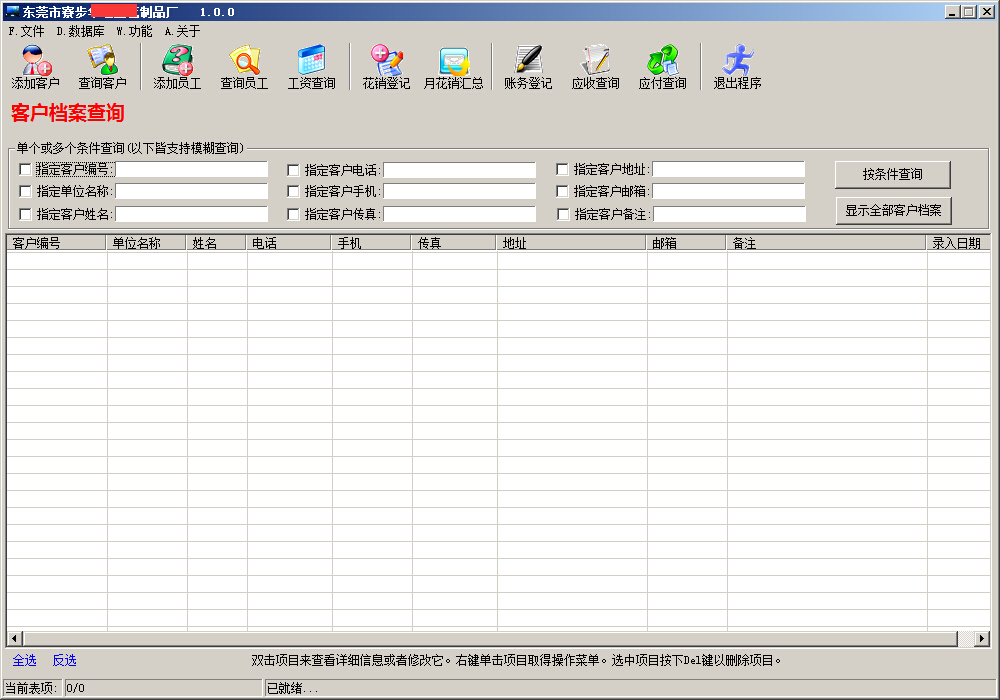 东莞市寮步 制品厂 1.0.0
F.文件 D.数据库 W.功能 A.关于
添加客户 查询客户 添加员工 查询员工 工资查询 花销登记 月花销汇总 账务登记 应收查询 应付查询 退出程序
客户档案查询
单个或多个条件查询(以下皆支持模糊查询)
指定客户编号: 指定客户电话: 指定客户地址: 按条件查询
指定单位名称: 指定客户手机: 指定客户邮箱:
指定客户姓名: 指定客户传真: 指定客户备注: 显示全部客户档案
客户编号 单位名称 姓名 电话 手机 传真 地址 邮箱 备注 录入日期
全选 反选 双击项目来查看详细信息或者修改它。右键单击项目取得操作菜单。选中项目按下Del键以删除项目。
当前表项: 0/0 已就绪...